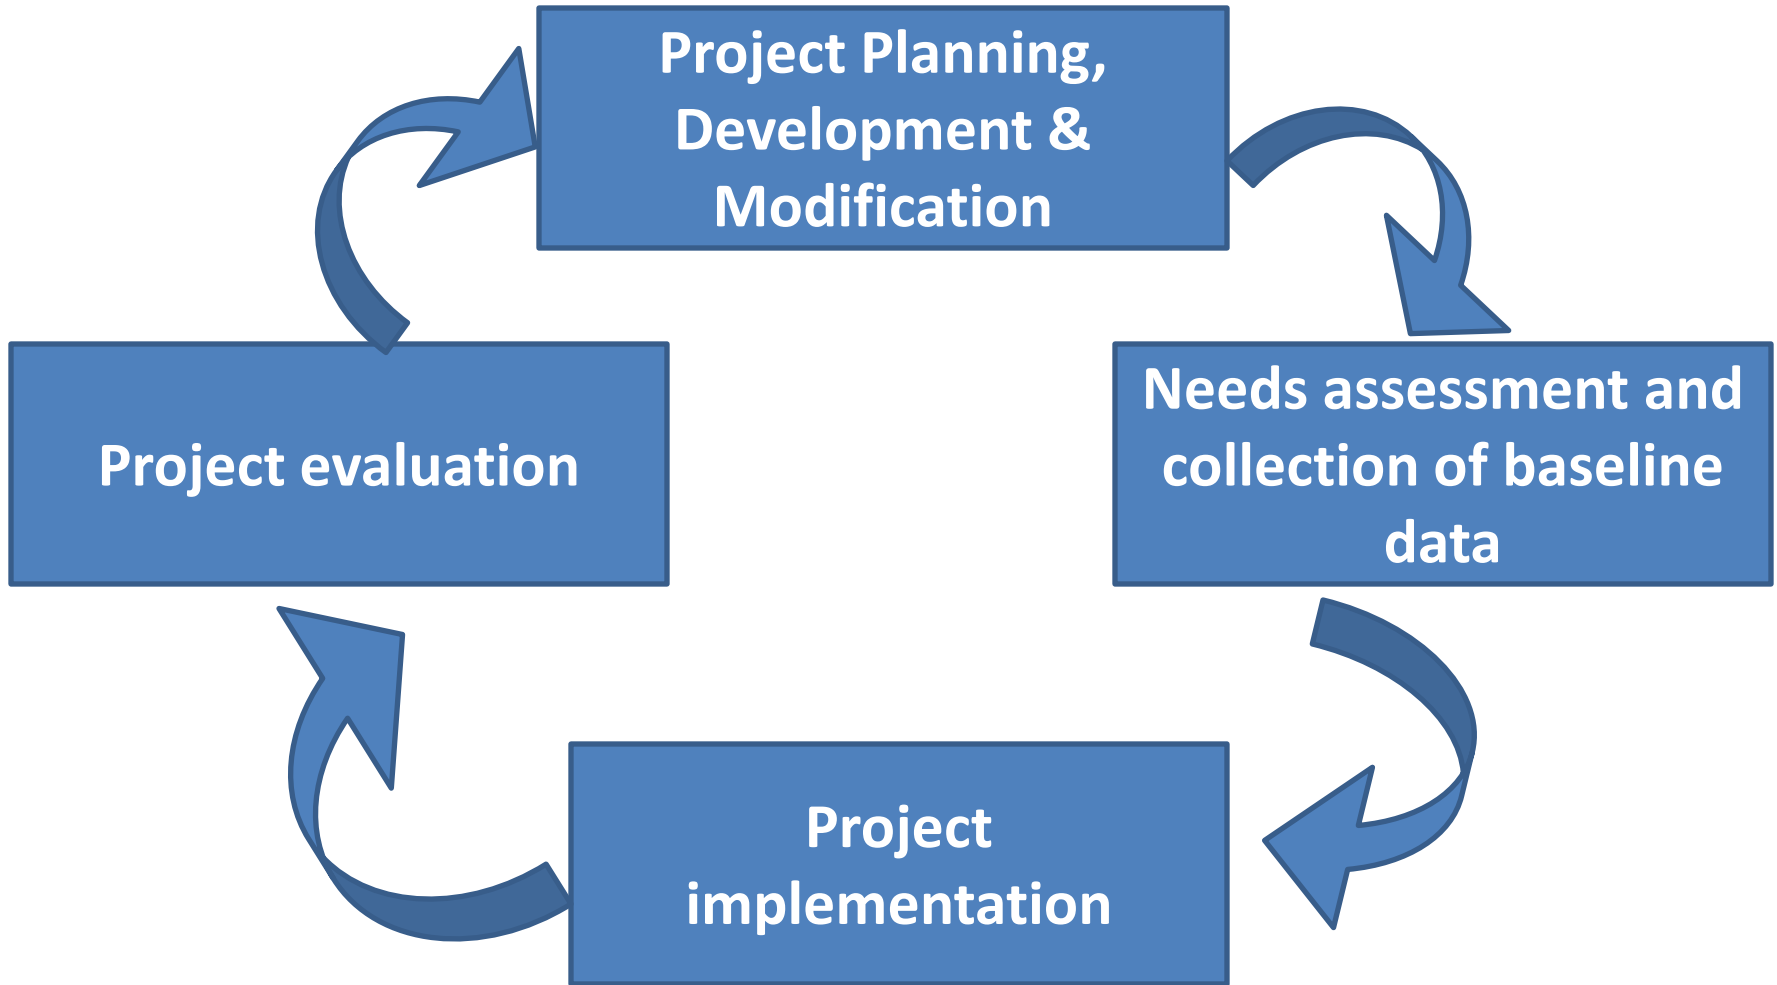 Project Planning,
Development &
Modification
Needs assessment and
collection of baseline
data
Project
implementation
Project evaluation